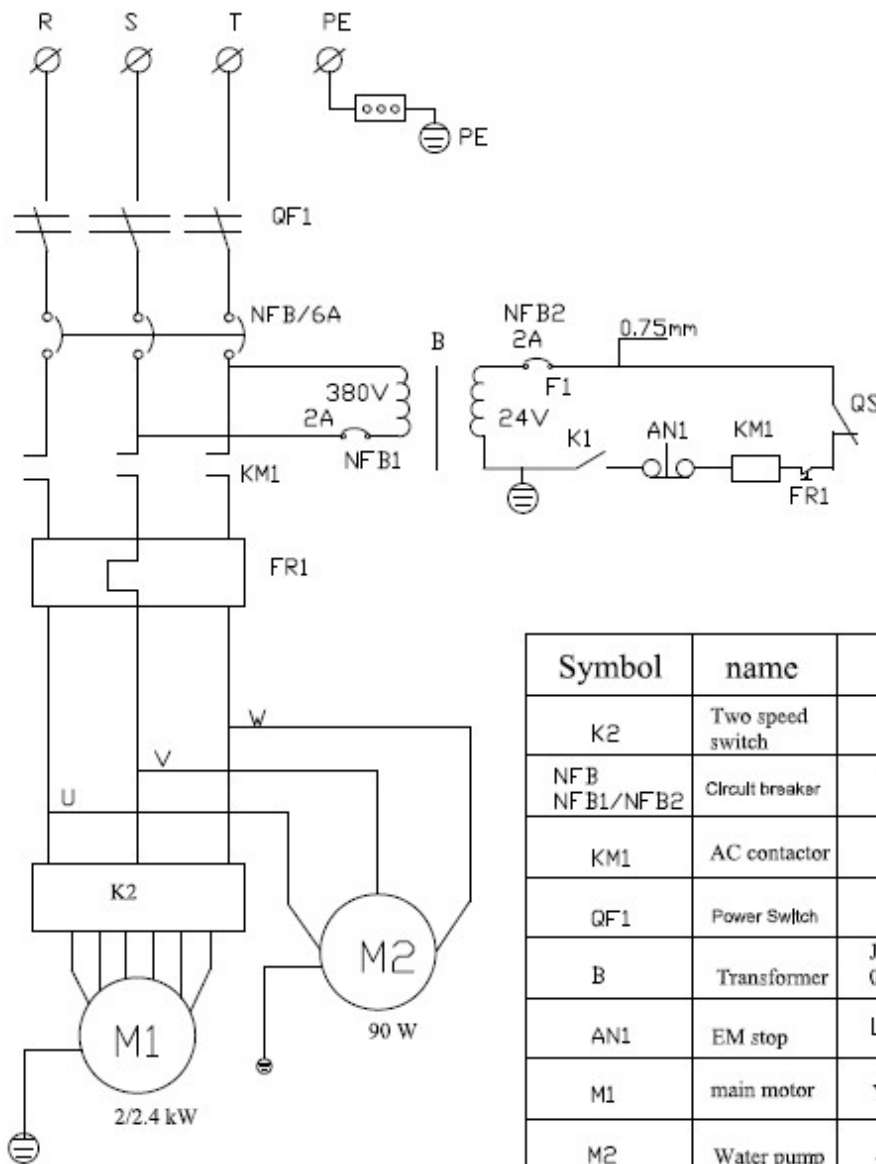 R S T PE
PE
QF1
NFB/6A
NFB2
2A
0.75mm
B
380V
F1
24V
QS
2A
NFB1
K1
AN1
KM1
KM1
FR1
FR1
W
V
U
K2
M2
90 W
M1
2/2.4 kW
Symbol name
K2 Two speed
switch
NFB
NFB1/NFB2 Circuit breaker
KM1 AC contactor
QF1 Power Switch
B Transformer
AN1 EM stop
M1 main motor
M2 Water pump